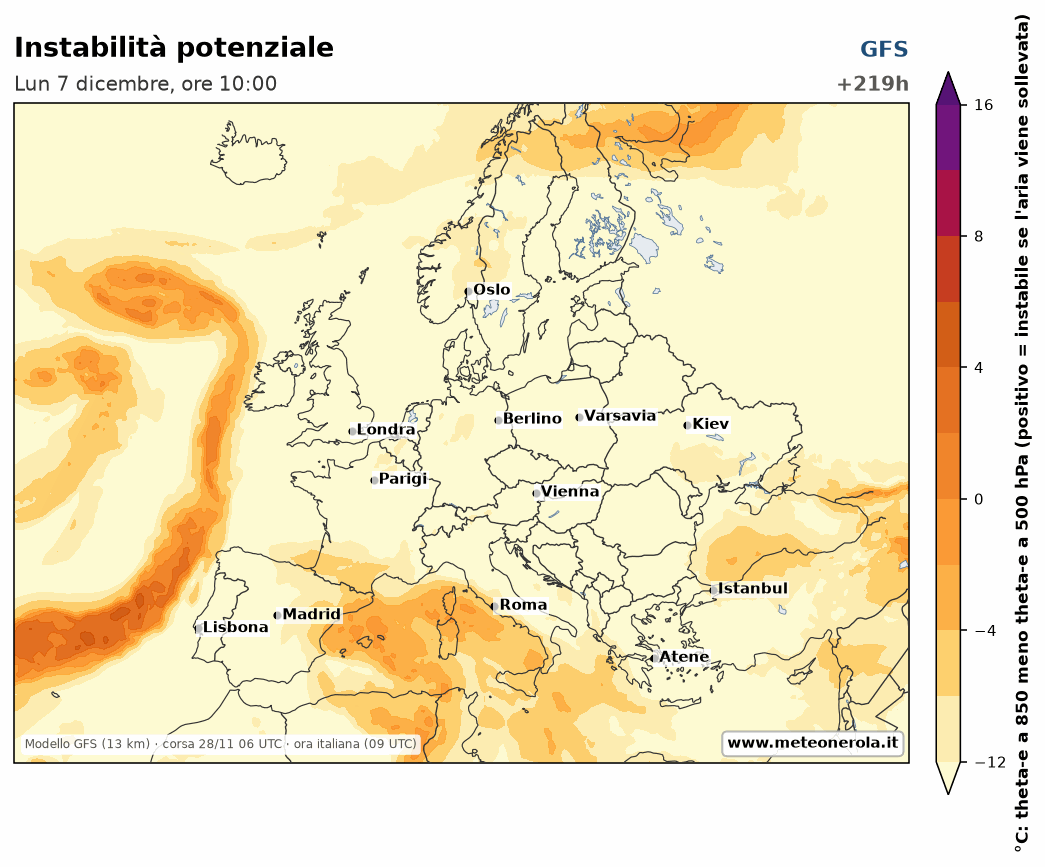 Instabilità potenziale
GFS
Lun 7 dicembre, ore 10:00
+219h
16
8
4
0
−4
−12
°C: theta-e a 850 meno theta-e a 500 hPa (positivo = instabile se l'aria viene sollevata)
Oslo
Berlino
Varsavia
Kiev
Londra
Parigi
Vienna
Istanbul
Roma
Madrid
Lisbona
Atene
Modello GFS (13 km) · corsa 28/11 06 UTC · ora italiana (09 UTC)
www.meteonerola.it